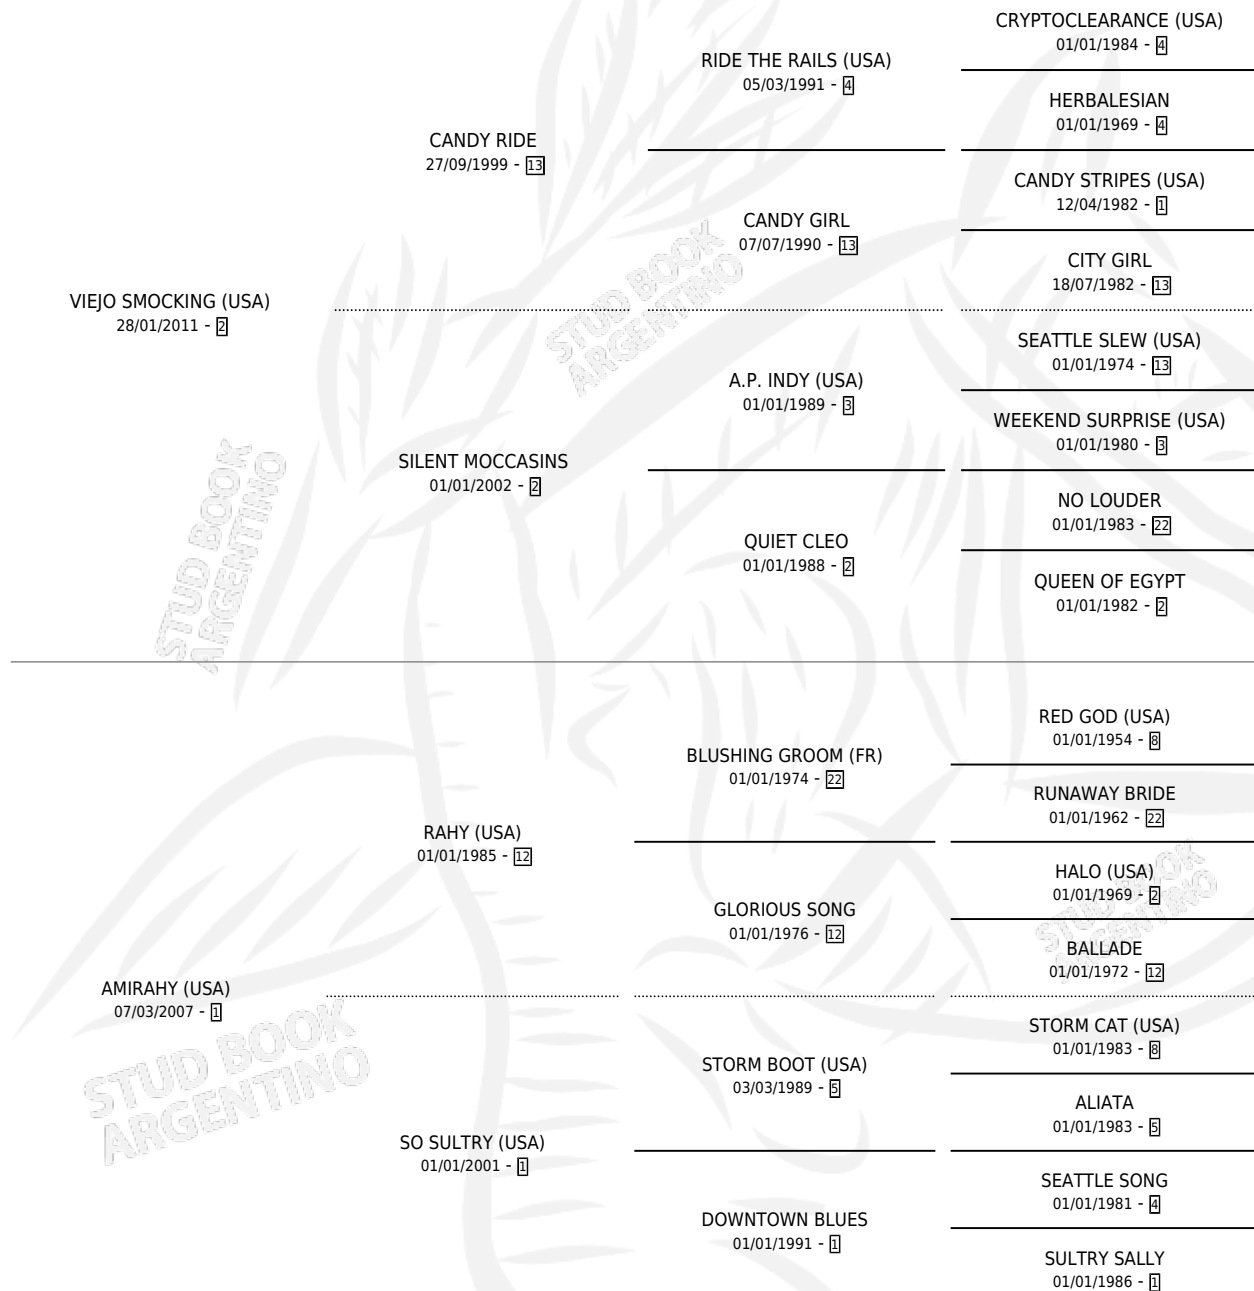 CRYPTOCLEARANCE (USA)
01/01/1984 - 4
RIDE THE RAILS (USA)
05/03/1991 - 4
HERBALESIAN
01/01/1969 - 4
CANDY RIDE
27/09/1999 - 13
CANDY STRIPES (USA)
12/04/1982 - 1
CANDY GIRL
07/07/1990 - 13
CITY GIRL
18/07/1982 - 13
VIEJO SMOCKING (USA)
28/01/2011 - 2
SEATTLE SLEW (USA)
01/01/1974 - 13
A.P. INDY (USA)
01/01/1989 - 3
WEEKEND SURPRISE (USA)
01/01/1980 - 3
SILENT MOCCASINS
01/01/2002 - 2
NO LOUDER
01/01/1983 - 22
QUIET CLEO
01/01/1988 - 2
QUEEN OF EGYPT
01/01/1982 - 2
RED GOD (USA)
01/01/1954 - 8
BLUSHING GROOM (FR)
01/01/1974 - 22
RUNAWAY BRIDE
01/01/1962 - 22
RAHY (USA)
01/01/1985 - 12
HALO (USA)
01/01/1969 - 2
GLORIOUS SONG
01/01/1976 - 12
BALLADE
01/01/1972 - 12
AMIRAHY (USA)
07/03/2007 - 1
STORM CAT (USA)
01/01/1983 - 8
STORM BOOT (USA)
03/03/1989 - 5
ALIATA
01/01/1983 - 5
SO SULTRY (USA)
01/01/2001 - 1
SEATTLE SONG
01/01/1981 - 4
DOWNTOWN BLUES
01/01/1991 - 1
SULTRY SALLY
01/01/1986 - 1
STUD BOOK
ARGENTINO
STUD BOOK
ARGENTINO
STUD BOOK
ARGENTINO
STUD BOOK
ARGENTINO